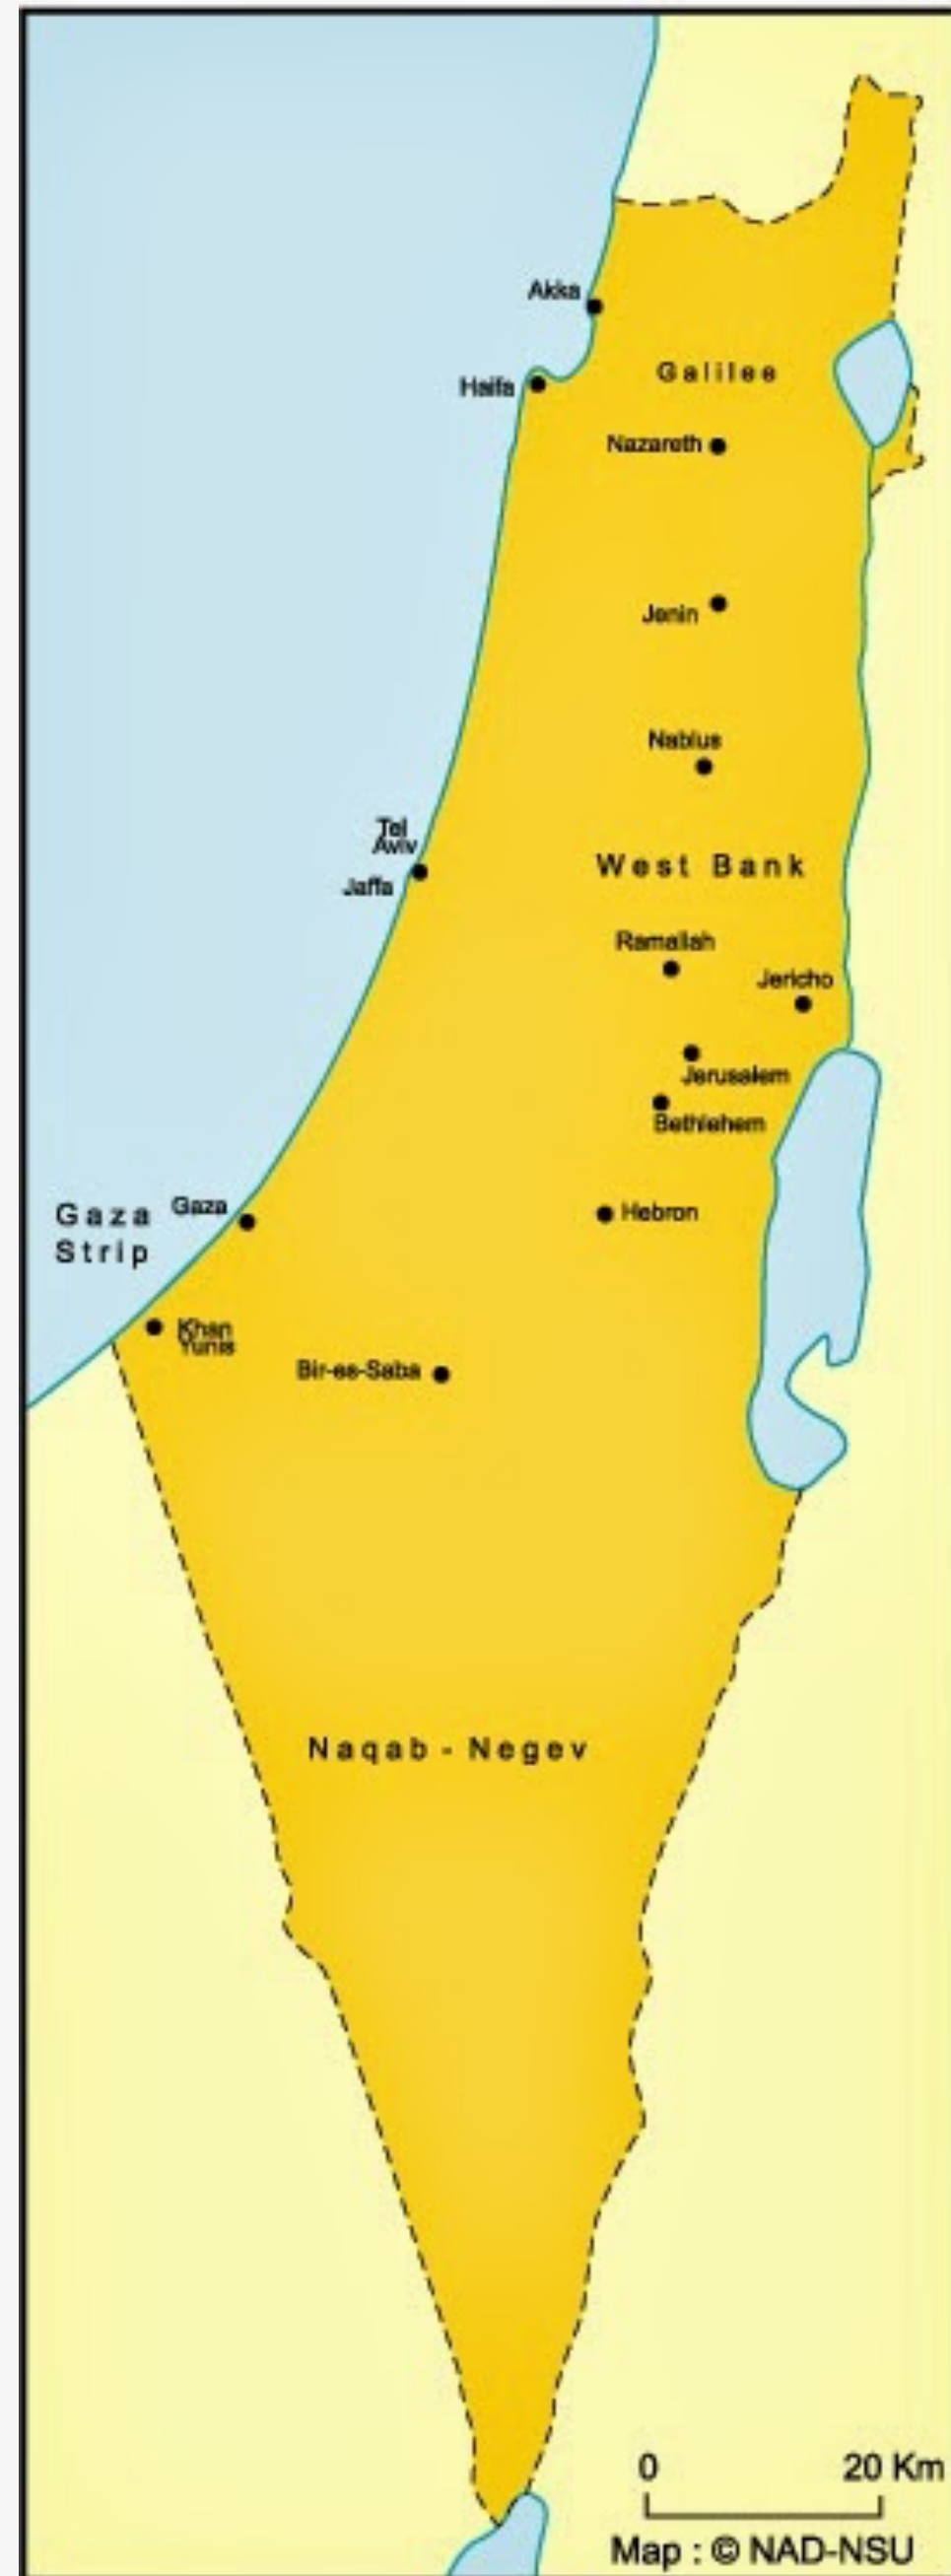 Akka
Haifa
Galilee
Nazareth
Jenin
Nablus
Tel
Aviv
Jaffa
West Bank
Ramallah
Jericho
Jerusalem
Bethlehem
Gaza
Strip
Gaza
Hebron
Khan
Yunis
Bir-es-Saba
Naqab - Negev
0 20 Km
Map : © NAD-NSU